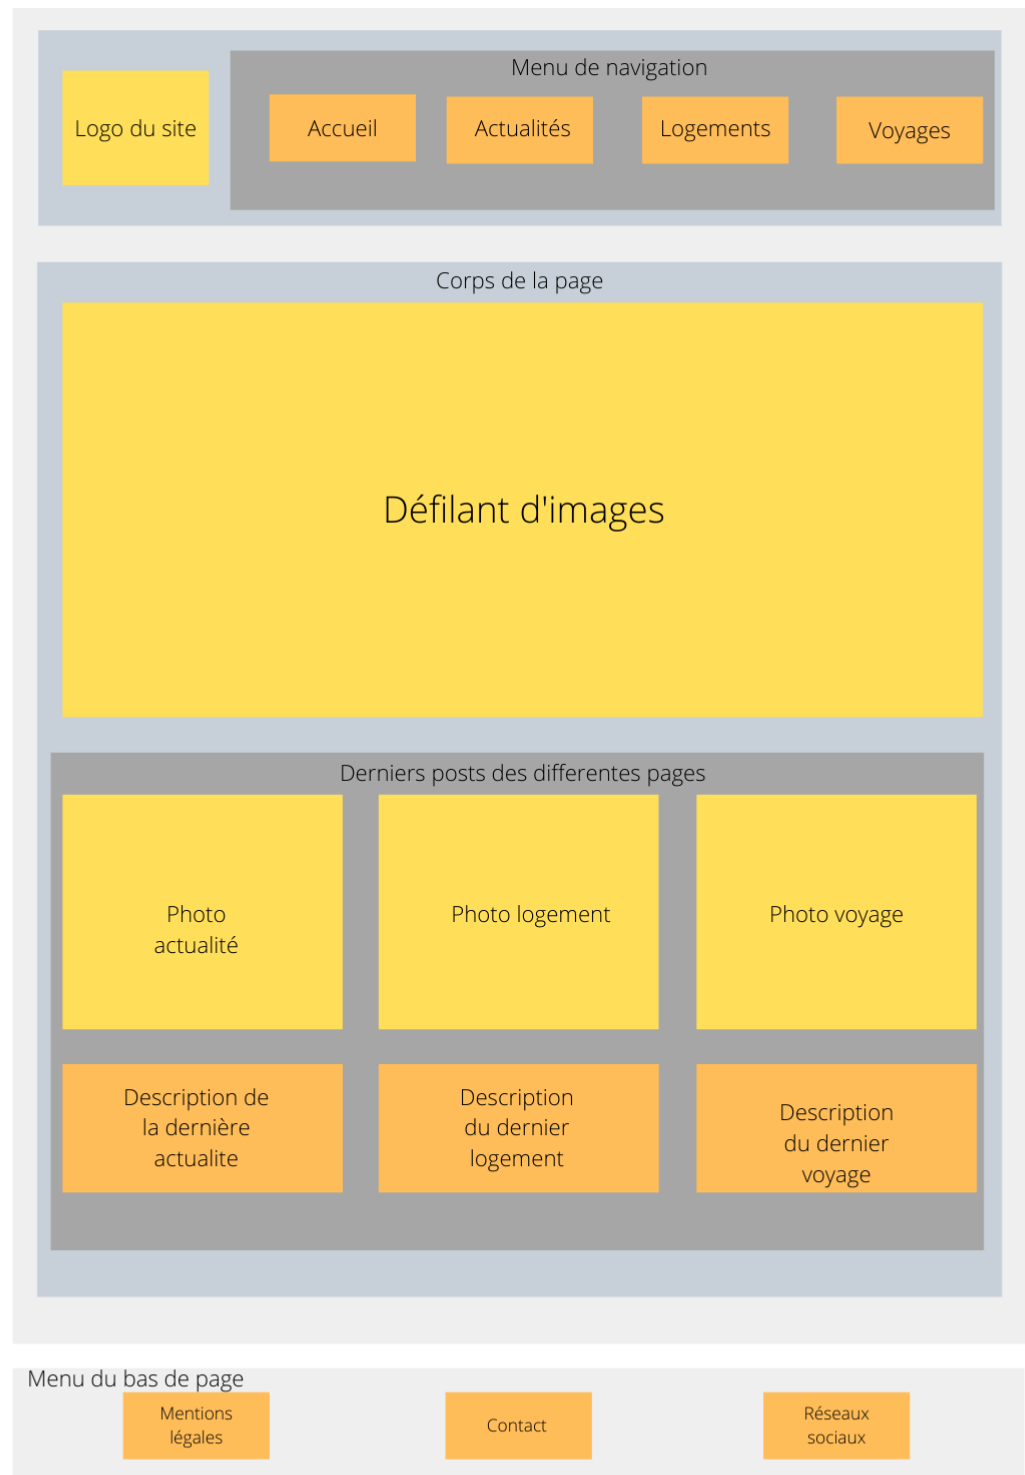 Menu de navigation
Logo du site
Accueil
Actualités
Logements
Voyages
Corps de la page
Défilant d'images
Derniers posts des differentes pages
Photo
actualité
Photo logement
Photo voyage
Description de
la dernière
actualite
Description
du dernier
logement
Description
du dernier
voyage
Menu du bas de page
Mentions
légales
Contact
Réseaux
sociaux